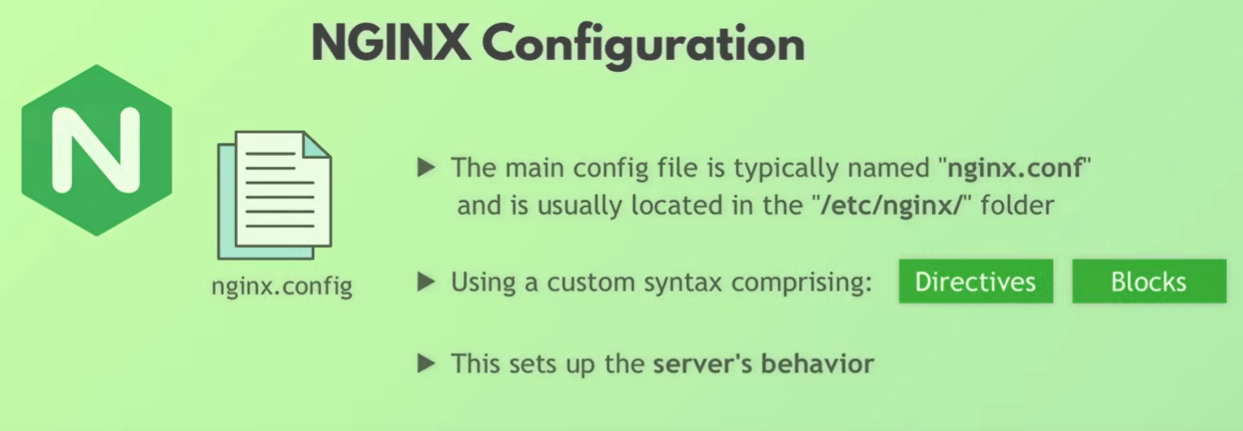 NGINX Configuration
N
nginx.config
▶ The main config file is typically named "nginx.conf"
and is usually located in the "/etc/nginx/" folder
▶ Using a custom syntax comprising: Directives Blocks
▶ This sets up the server's behavior